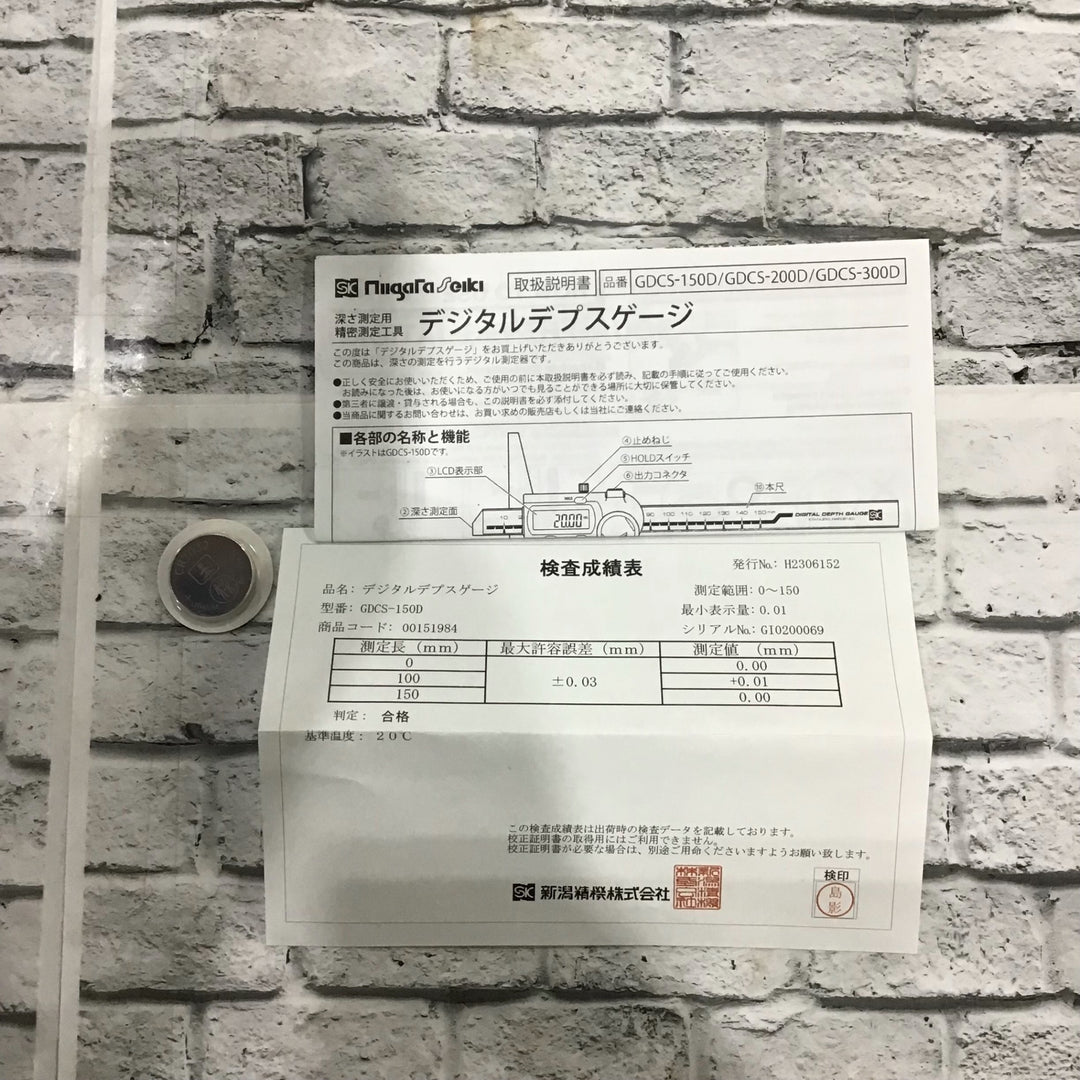 SK Niigata Seiki 取扱説明書 品番 GDCS-150D/GDCS-200D/GDCS-300D
深さ測定用
精密測定工具 デジタルデプスゲージ
この度は「デジタルデプスゲージ」をお買上げいただきありがとうございます。
この商品は、深さの測定を行うデジタル測定器です。
●正しく安全にお使いいただくため、ご使用の前に本取扱説明書を必ず読み、記載の手順に従ってご使用ください。
お読みになった後は、お使いになる方がいつでも見ることができる場所に大切に保管してください。
●第三者に譲渡・貸与される場合も、この説明書を必ず添付してください。
●当商品に関するお問い合わせは、お買い求めの販売店もしくは当社にご連絡ください。
■各部の名称と機能
※イラストはGDCS-150Dです。
④止めねじ
⑤HOLDスイッチ
③LCD表示部
⑥出力コネクタ
⑩本尺
②深さ測定面
10
20.00
90 100 110 120 130 140 150
DIGITAL DEPTH GAUGE SK
検査成績表
発行No.: H2306152
品名: デジタルデプスゲージ
測定範囲: 0～150
型番: GDCS-150D
最小表示量: 0.01
商品コード: 00151984
シリアルNo.: GI0200069
測定長 (mm) 最大許容誤差 (mm) 測定値 (mm)
0 0.00
100 ±0.03 +0.01
150 0.00
判定: 合格
基準温度: 20℃
この検査成績表は出荷時の検査データを記載しております。
校正証明書の取得用にはご利用できません。
校正証明書が必要な場合は、別途ご用命くださいますようお願い致します。
SK 新潟精機株式会社
検印
島影